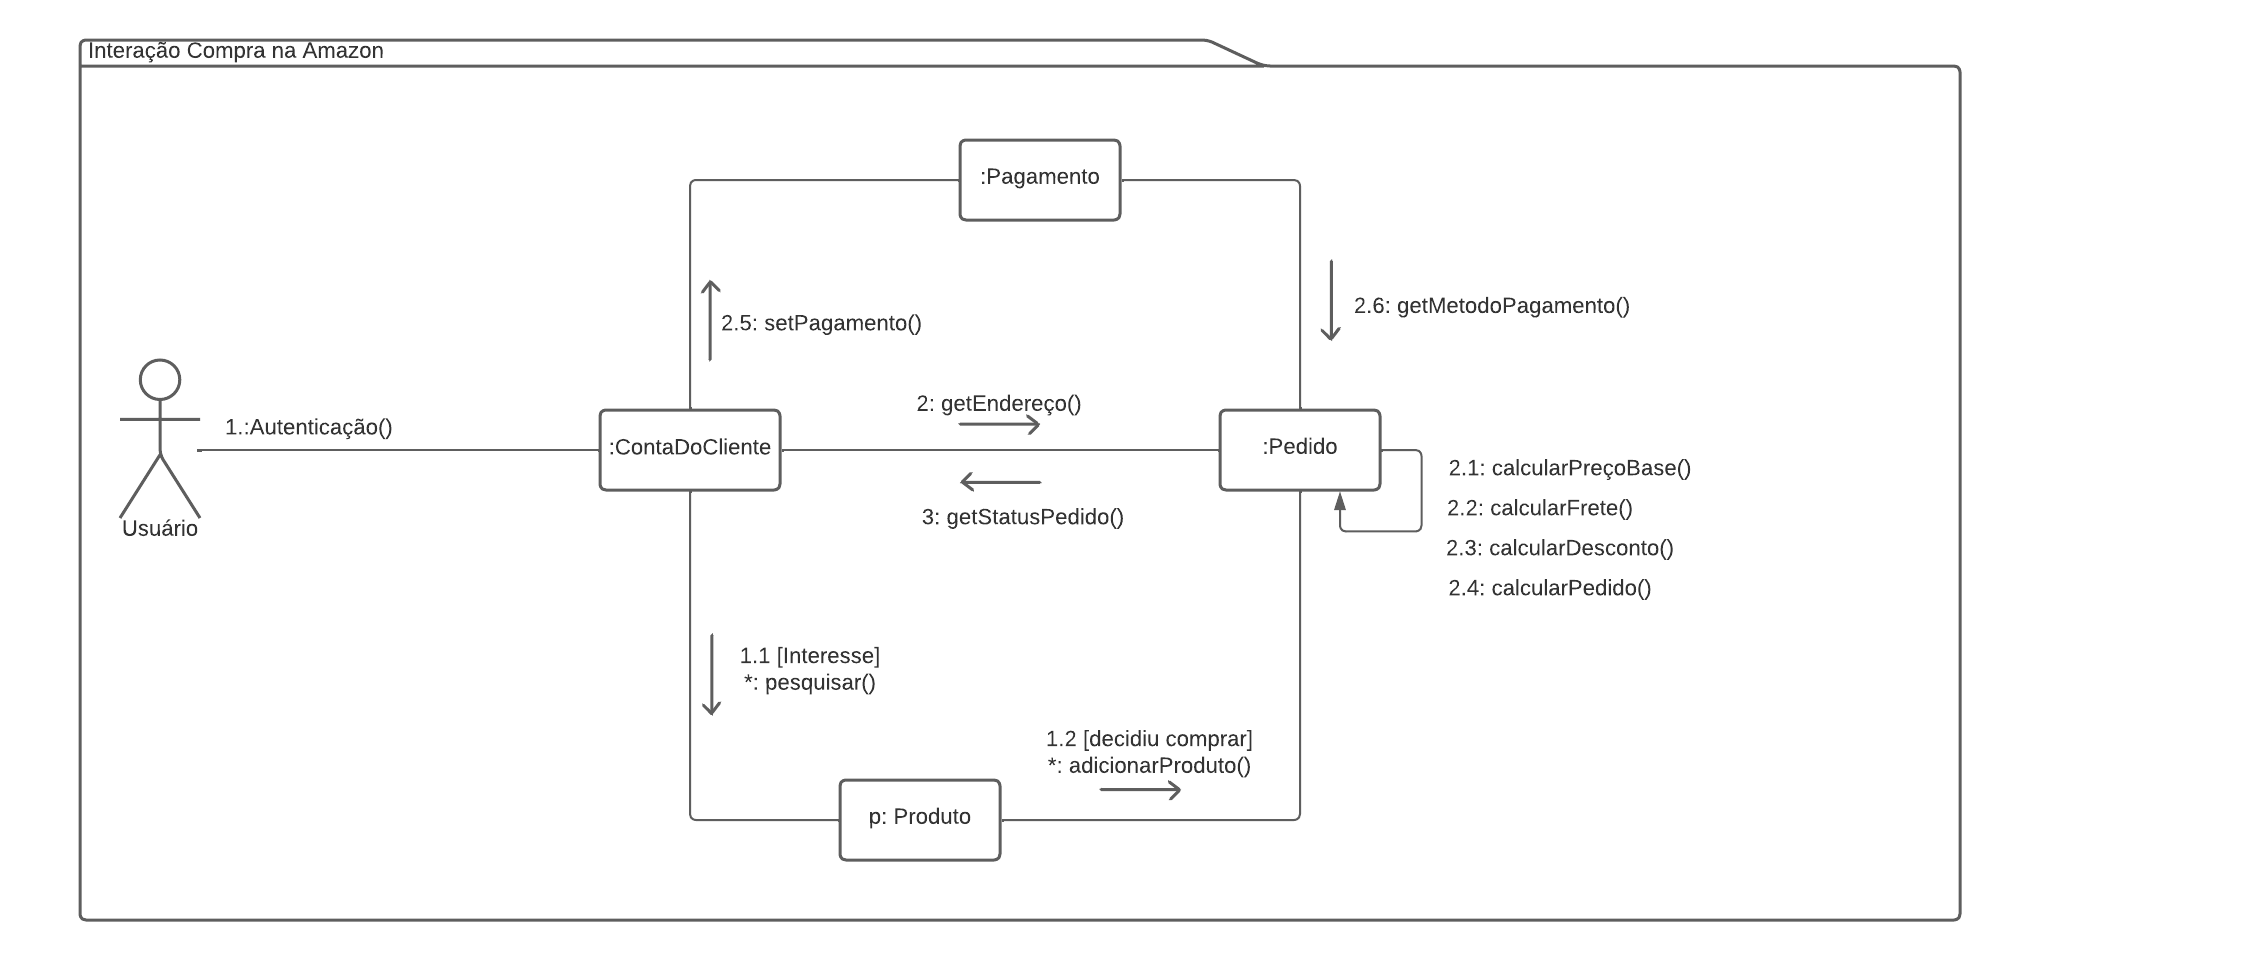 Interação Compra na Amazon
:Pagamento
2.5: setPagamento()
2.6: getMetodoPagamento()
1.:Autenticação()
2: getEndereço()
:ContaDoCliente
:Pedido
3: getStatusPedido()
2.1: calcularPreçoBase()
2.2: calcularFrete()
2.3: calcularDesconto()
2.4: calcularPedido()
Usuário
1.1 [Interesse]
*: pesquisar()
1.2 [decidiu comprar]
*: adicionarProduto()
p: Produto